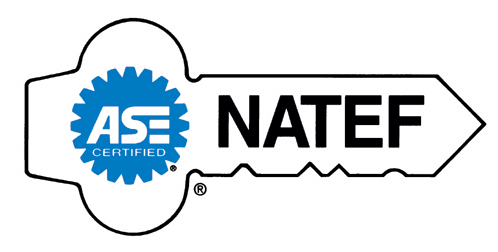 ASE
CERTIFIED
®
NATEF
®